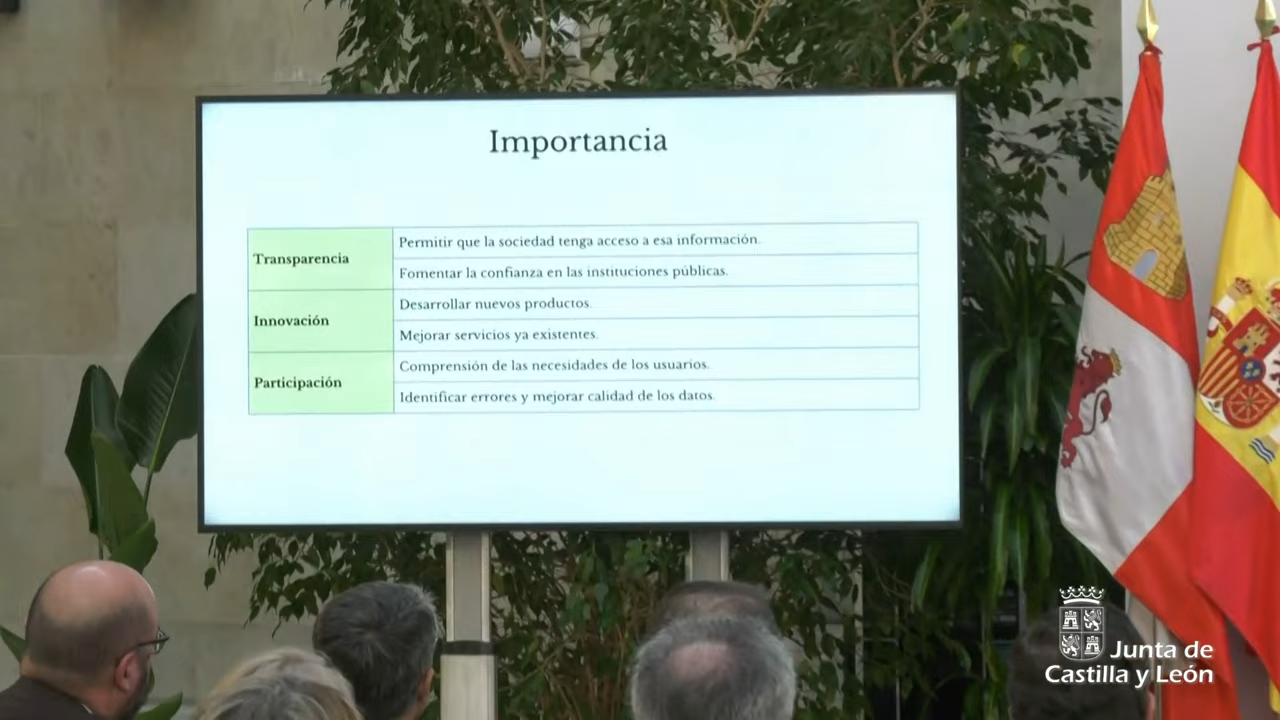 Importancia
Transparencia
Permitir que la sociedad tenga acceso a esa información.
Fomentar la confianza en las instituciones públicas.
Innovación
Desarrollar nuevos productos.
Mejorar servicios ya existentes.
Participación
Comprensión de las necesidades de los usuarios.
Identificar errores y mejorar calidad de los datos.
Junta de
Castilla y León